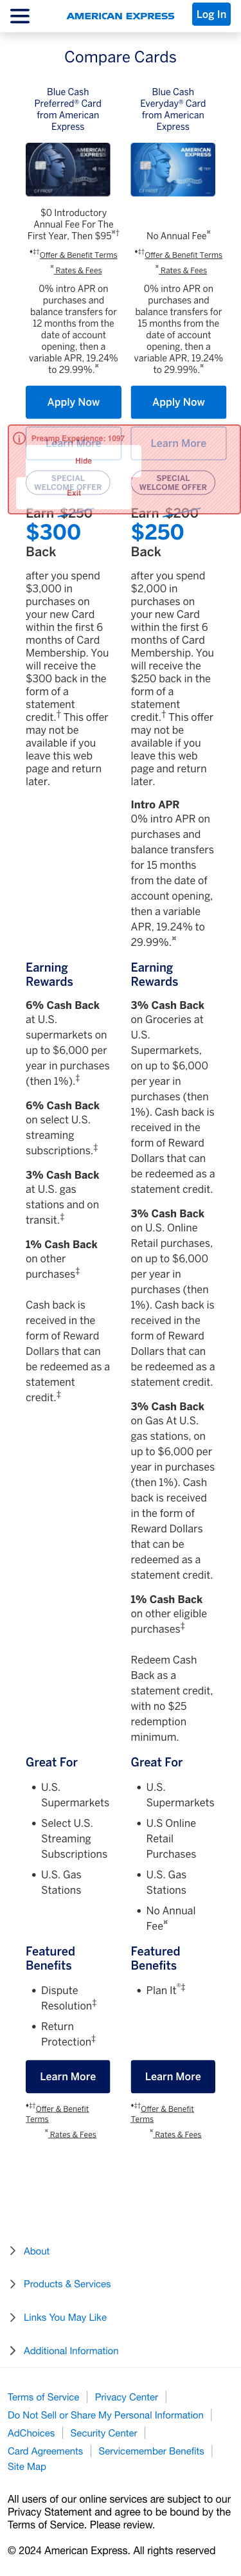 AMERICAN EXPRESS
Log In
Compare Cards
Blue Cash
Preferred® Card
from American
Express
$0 Introductory
Annual Fee For The
First Year, Then $95¤†
♦‡†Offer & Benefit Terms
¤ Rates & Fees
0% intro APR on
purchases and
balance transfers for
12 months from the
date of account
opening, then a
variable APR, 19.24%
to 29.99%.¤
Apply Now
Learn More
SPECIAL
WELCOME OFFER
Blue Cash
Everyday® Card
from American
Express
No Annual Fee¤
♦‡†Offer & Benefit Terms
¤ Rates & Fees
0% intro APR on
purchases and
balance transfers for
15 months from the
date of account
opening, then a
variable APR, 19.24%
to 29.99%.¤
Apply Now
Learn More
SPECIAL
WELCOME OFFER
Preamp Experience: 1097
Hide
Exit
Earn $250
$300
Back
after you spend
$3,000 in
purchases on
your new Card
within the first 6
months of Card
Membership. You
will receive the
$300 back in the
form of a
statement
credit.† This offer
may not be
available if you
leave this web
page and return
later.
Earn $200
$250
Back
after you spend
$2,000 in
purchases on
your new Card
within the first 6
months of Card
Membership. You
will receive the
$250 back in the
form of a
statement
credit.† This offer
may not be
available if you
leave this web
page and return
later.
Intro APR
0% intro APR on
purchases and
balance transfers
for 15 months
from the date of
account opening,
then a variable
APR, 19.24% to
29.99%.¤
Earning
Rewards
6% Cash Back
at U.S.
supermarkets on
up to $6,000 per
year in purchases
(then 1%).‡
6% Cash Back
on select U.S.
streaming
subscriptions.‡
3% Cash Back
at U.S. gas
stations and on
transit.‡
1% Cash Back
on other
purchases‡
Cash back is
received in the
form of Reward
Dollars that can
be redeemed as a
statement
credit.‡
Earning
Rewards
3% Cash Back
on Groceries at
U.S.
Supermarkets,
on up to $6,000
per year in
purchases (then
1%). Cash back is
received in the
form of Reward
Dollars that can
be redeemed as a
statement credit.
3% Cash Back
on U.S. Online
Retail purchases,
on up to $6,000
per year in
purchases (then
1%). Cash back is
received in the
form of Reward
Dollars that can
be redeemed as a
statement credit.
3% Cash Back
on Gas At U.S.
gas stations, on
up to $6,000 per
year in purchases
(then 1%). Cash
back is received
in the form of
Reward Dollars
that can be
redeemed as a
statement credit.
1% Cash Back
on other eligible
purchases‡
Redeem Cash
Back as a
statement credit,
with no $25
redemption
minimum.
Great For
• U.S.
Supermarkets
• Select U.S.
Streaming
Subscriptions
• U.S. Gas
Stations
Great For
• U.S.
Supermarkets
• U.S Online
Retail
Purchases
• U.S. Gas
Stations
• No Annual
Fee¤
Featured
Benefits
• Dispute
Resolution‡
• Return
Protection‡
Learn More
♦‡†Offer & Benefit
Terms
¤ Rates & Fees
Featured
Benefits
• Plan It®‡
Learn More
♦‡†Offer & Benefit
Terms
¤ Rates & Fees
About
Products & Services
Links You May Like
Additional Information
Terms of Service | Privacy Center |
Do Not Sell or Share My Personal Information |
AdChoices | Security Center |
Card Agreements | Servicemember Benefits |
Site Map
All users of our online services are subject to our
Privacy Statement and agree to be bound by the
Terms of Service. Please review.
© 2024 American Express. All rights reserved